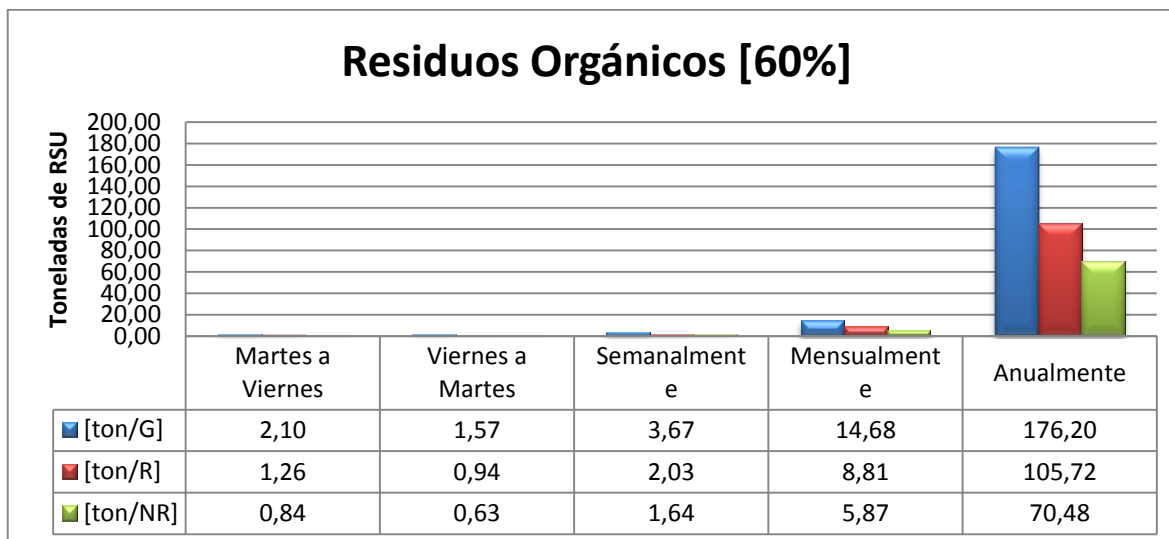 Residuos Orgánicos [60%]
Toneladas de RSU
200,00
180,00
160,00
140,00
120,00
100,00
80,00
60,00
40,00
20,00
0,00
Martes a
Viernes
Viernes a
Martes
Semanalment
e
Mensualment
e
Anualmente
[ton/G] 2,10 1,57 3,67 14,68 176,20
[ton/R] 1,26 0,94 2,03 8,81 105,72
[ton/NR] 0,84 0,63 1,64 5,87 70,48